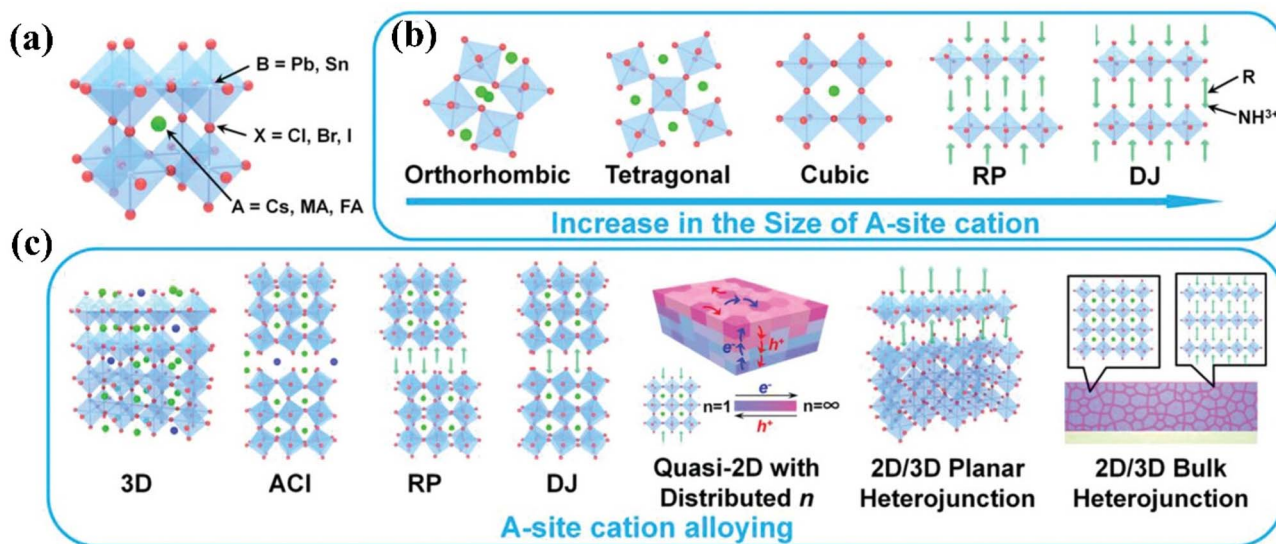 (a)
B = Pb, Sn
X = Cl, Br, I
A = Cs, MA, FA
(b)
R
NH³⁺
Orthorhombic
Tetragonal
Cubic
RP
DJ
Increase in the Size of A-site cation
(c)
e⁻
h⁺
e⁻
n=1
n=∞
h⁺
3D
ACI
RP
DJ
Quasi-2D with
Distributed n
2D/3D Planar
Heterojunction
2D/3D Bulk
Heterojunction
A-site cation alloying